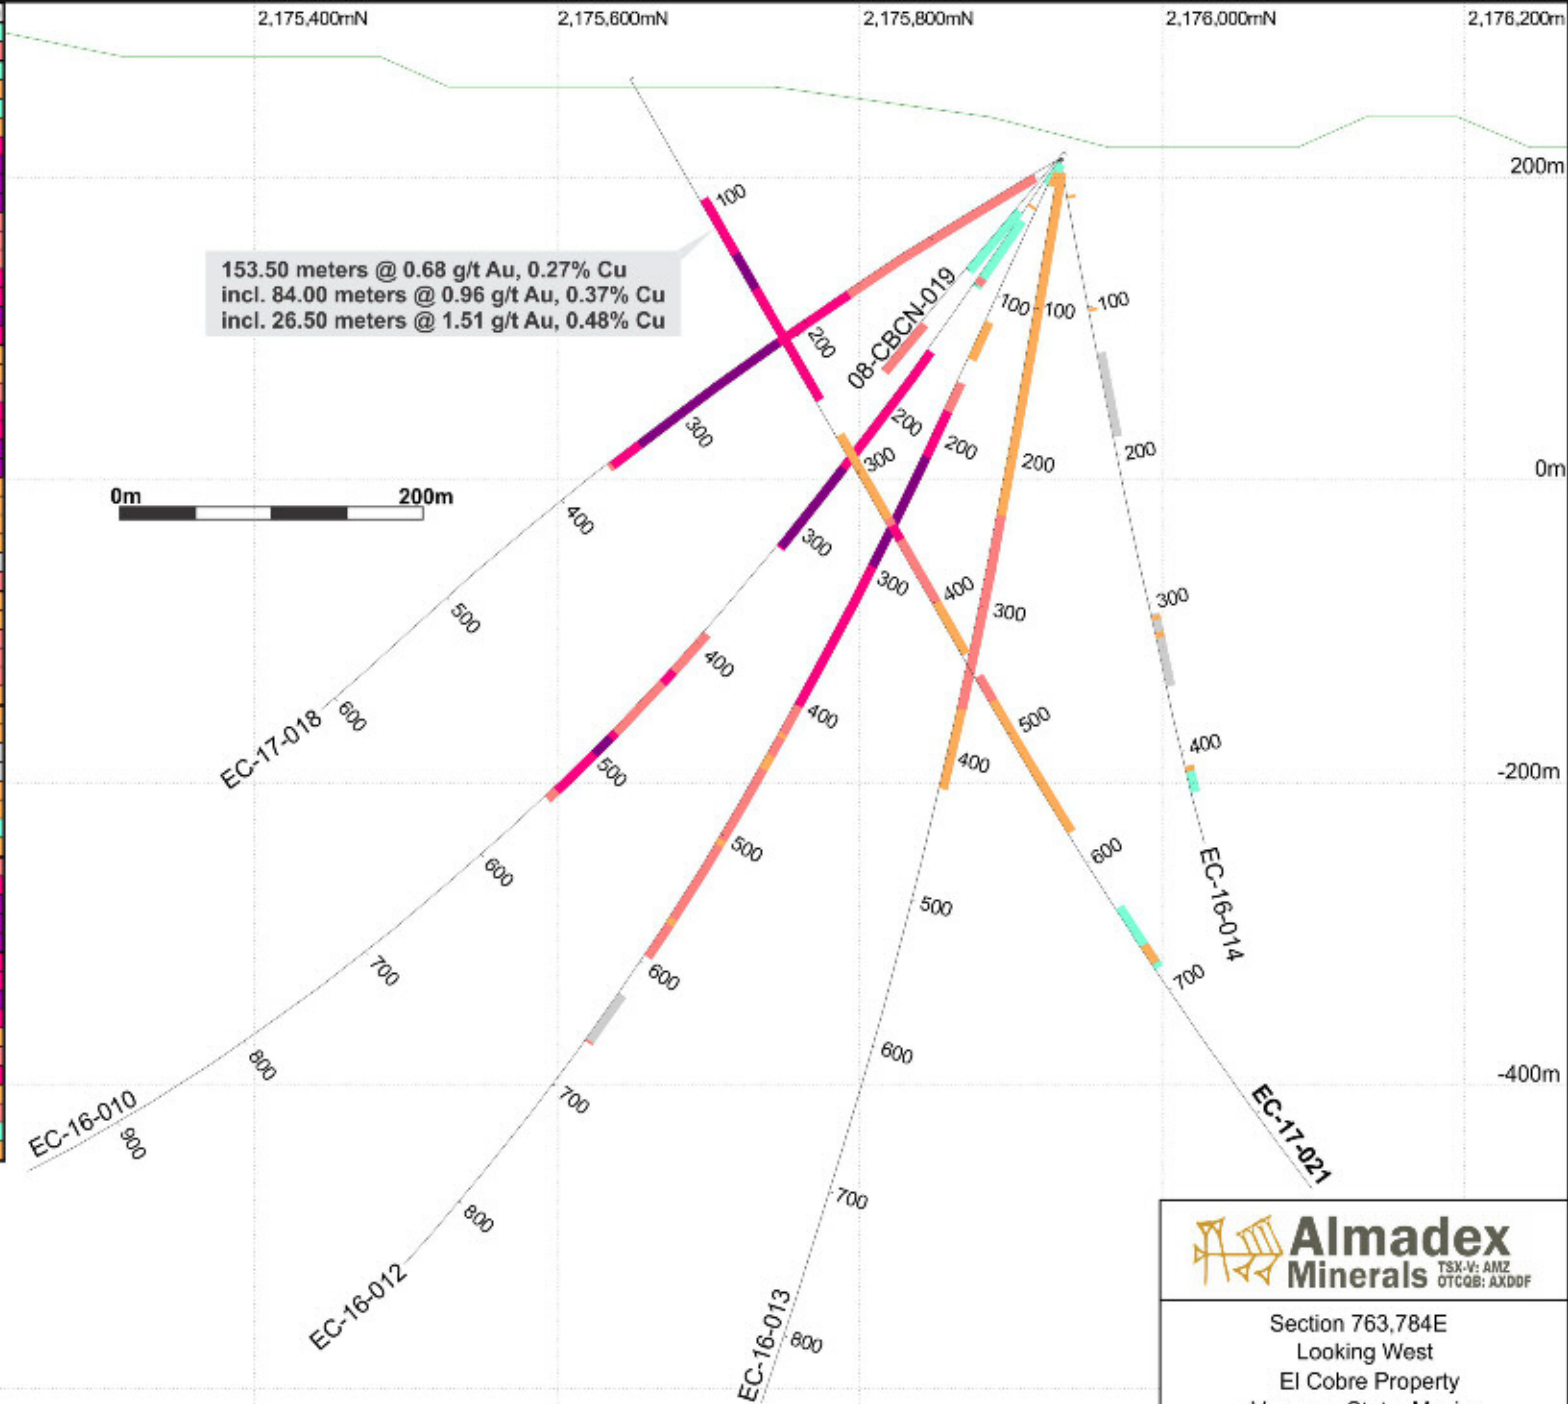 2,175,400mN
2,175,600mN
2,175,800mN
2,176,000mN
2,176,200m
200m
0m
-200m
-400m
153.50 meters @ 0.68 g/t Au, 0.27% Cu
incl. 84.00 meters @ 0.96 g/t Au, 0.37% Cu
incl. 26.50 meters @ 1.51 g/t Au, 0.48% Cu
0m 200m
EC-17-018
200
300
400
500
600
08-CBCN-019
EC-16-010
200
300
400
500
600
700
800
900
EC-16-012
100
200
300
400
500
600
700
800
EC-16-013
100
200
300
400
500
600
700
800
EC-16-014
100
200
300
400
EC-17-021
100
300
400
500
600
700
Almadex
Minerals
TSX-V: AMZ
OTCQB: AXDDF
Section 763,784E
Looking West
El Cobre Property